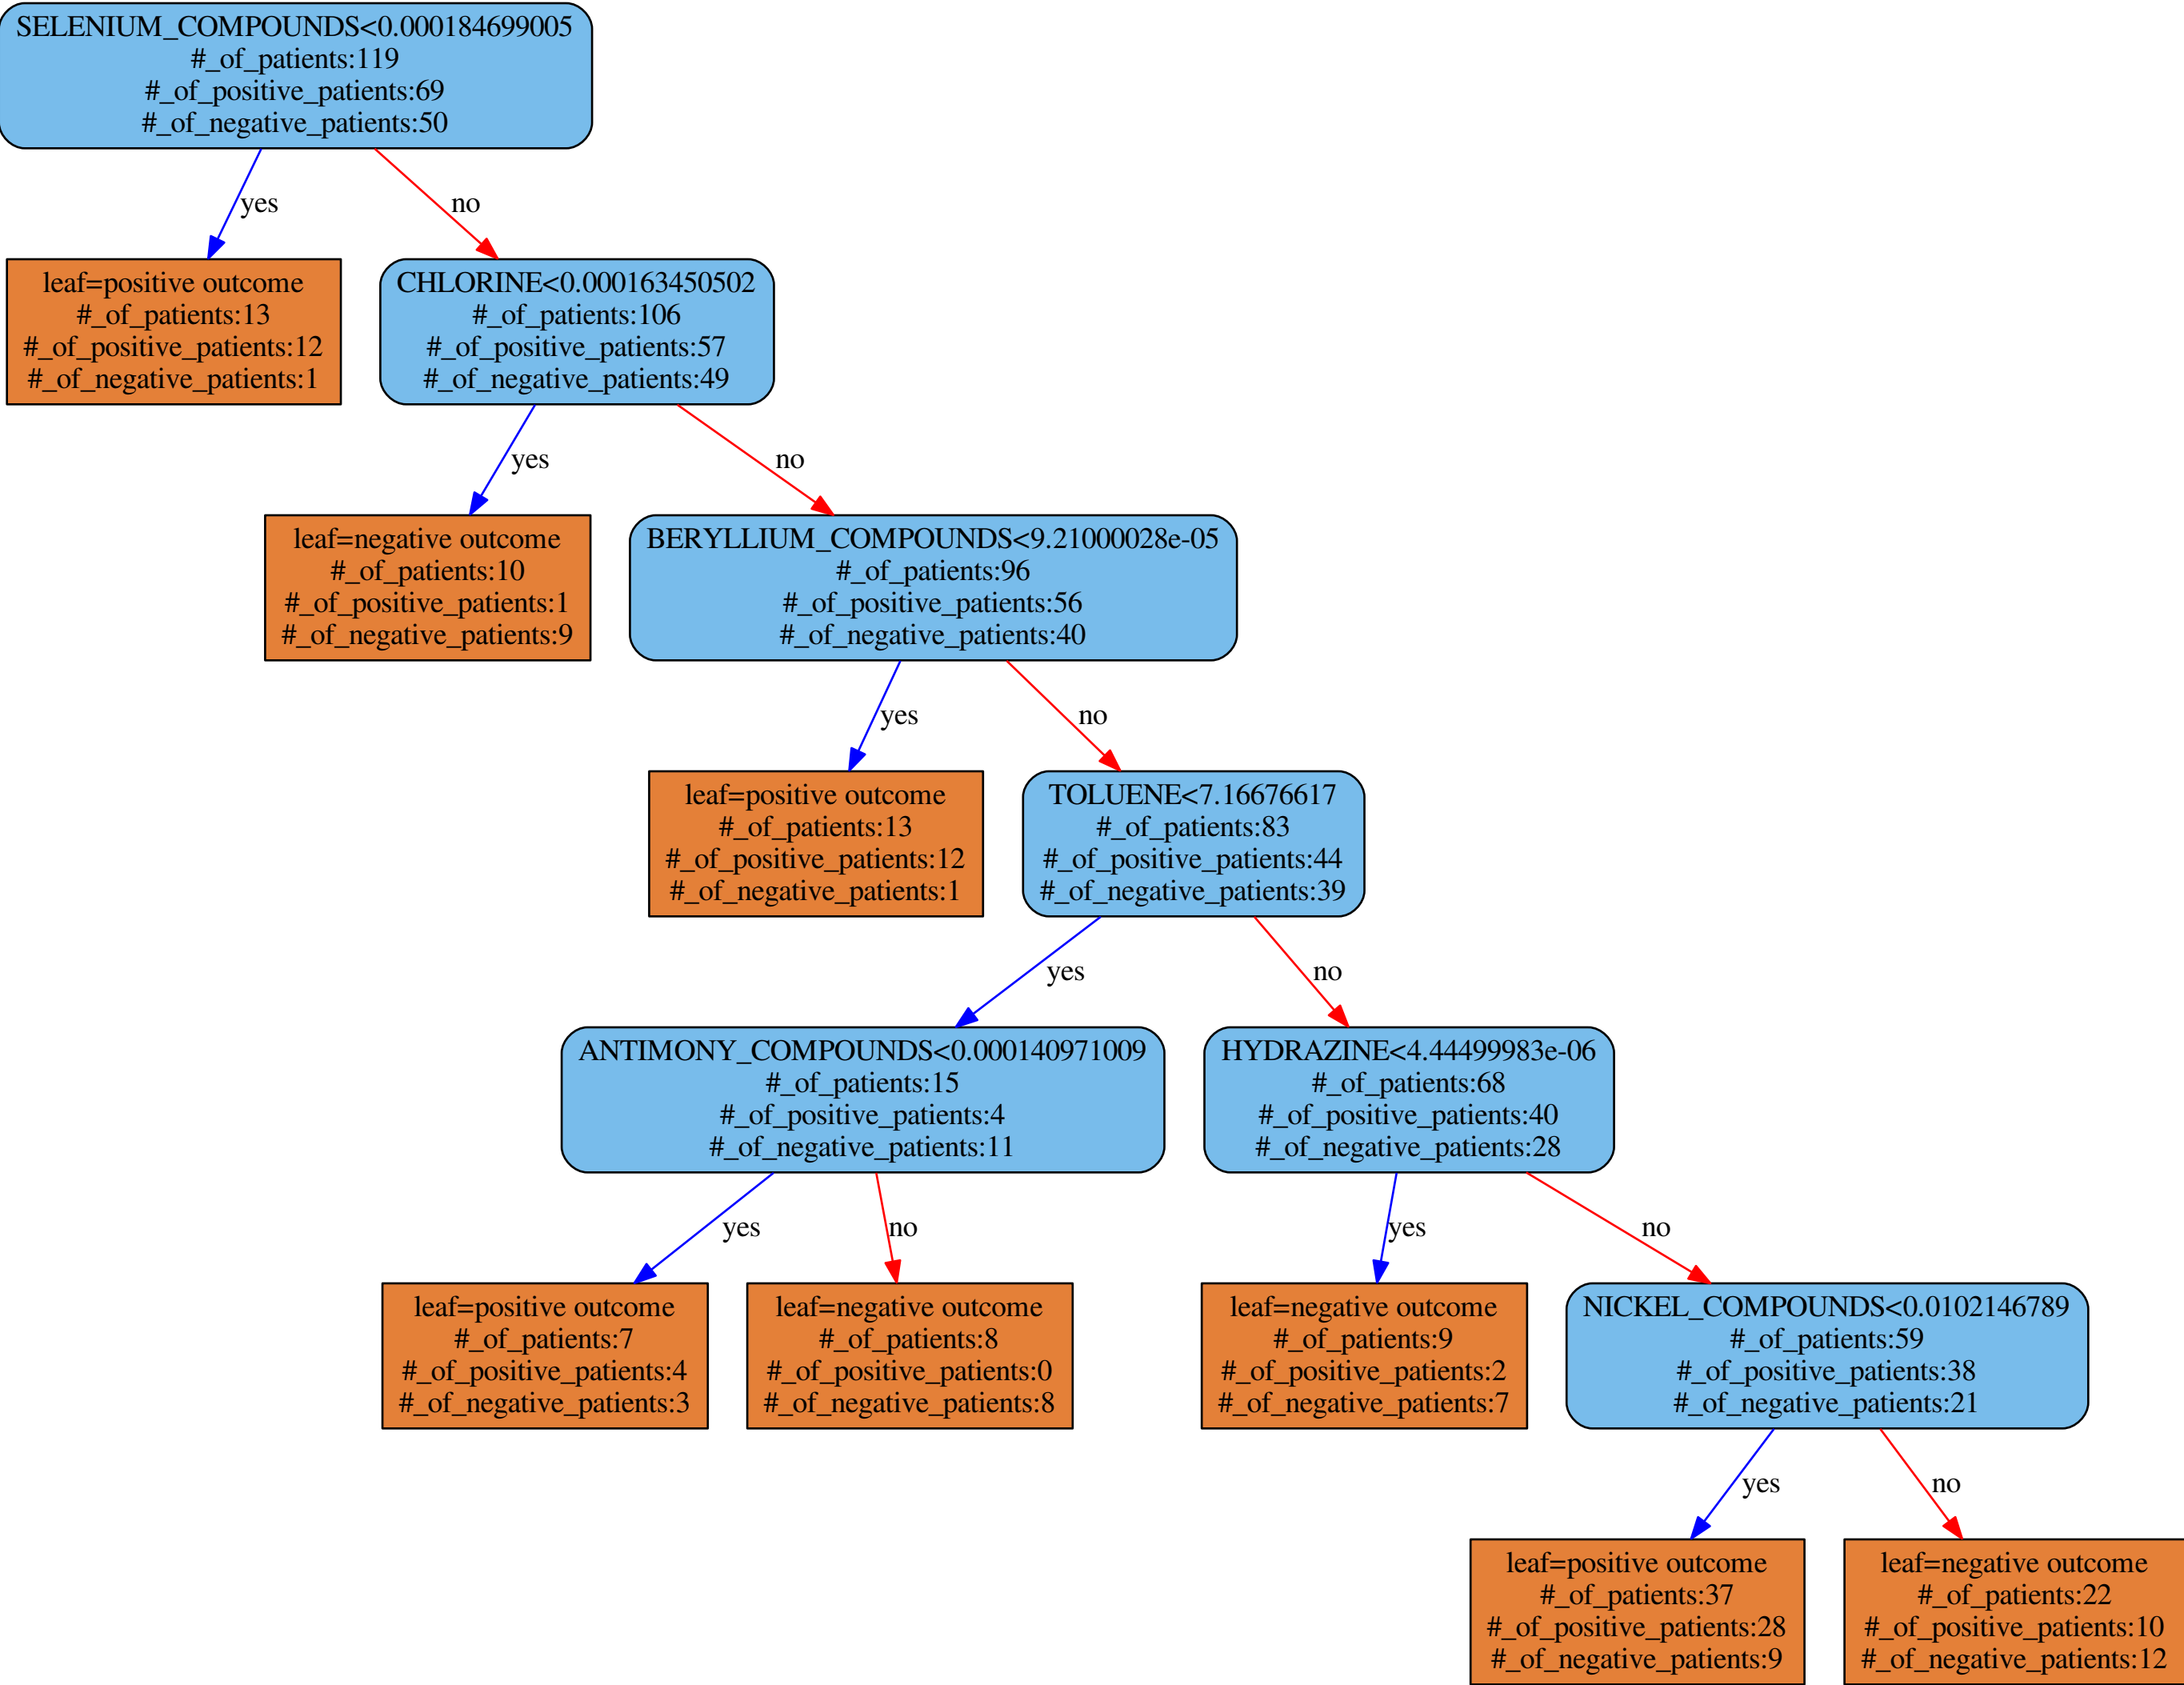 SELENIUM_COMPOUNDS<0.000184699005
#_of_patients:119
#_of_positive_patients:69
#_of_negative_patients:50
yes
no
leaf=positive outcome
#_of_patients:13
#_of_positive_patients:12
#_of_negative_patients:1
CHLORINE<0.000163450502
#_of_patients:106
#_of_positive_patients:57
#_of_negative_patients:49
yes
no
leaf=negative outcome
#_of_patients:10
#_of_positive_patients:1
#_of_negative_patients:9
BERYLLIUM_COMPOUNDS<9.21000028e-05
#_of_patients:96
#_of_positive_patients:56
#_of_negative_patients:40
yes
no
leaf=positive outcome
#_of_patients:13
#_of_positive_patients:12
#_of_negative_patients:1
TOLUENE<7.16676617
#_of_patients:83
#_of_positive_patients:44
#_of_negative_patients:39
yes
no
ANTIMONY_COMPOUNDS<0.000140971009
#_of_patients:15
#_of_positive_patients:4
#_of_negative_patients:11
HYDRAZINE<4.44499983e-06
#_of_patients:68
#_of_positive_patients:40
#_of_negative_patients:28
yes
no
yes
no
leaf=positive outcome
#_of_patients:7
#_of_positive_patients:4
#_of_negative_patients:3
leaf=negative outcome
#_of_patients:8
#_of_positive_patients:0
#_of_negative_patients:8
leaf=negative outcome
#_of_patients:9
#_of_positive_patients:2
#_of_negative_patients:7
NICKEL_COMPOUNDS<0.0102146789
#_of_patients:59
#_of_positive_patients:38
#_of_negative_patients:21
yes
no
leaf=positive outcome
#_of_patients:37
#_of_positive_patients:28
#_of_negative_patients:9
leaf=negative outcome
#_of_patients:22
#_of_positive_patients:10
#_of_negative_patients:12